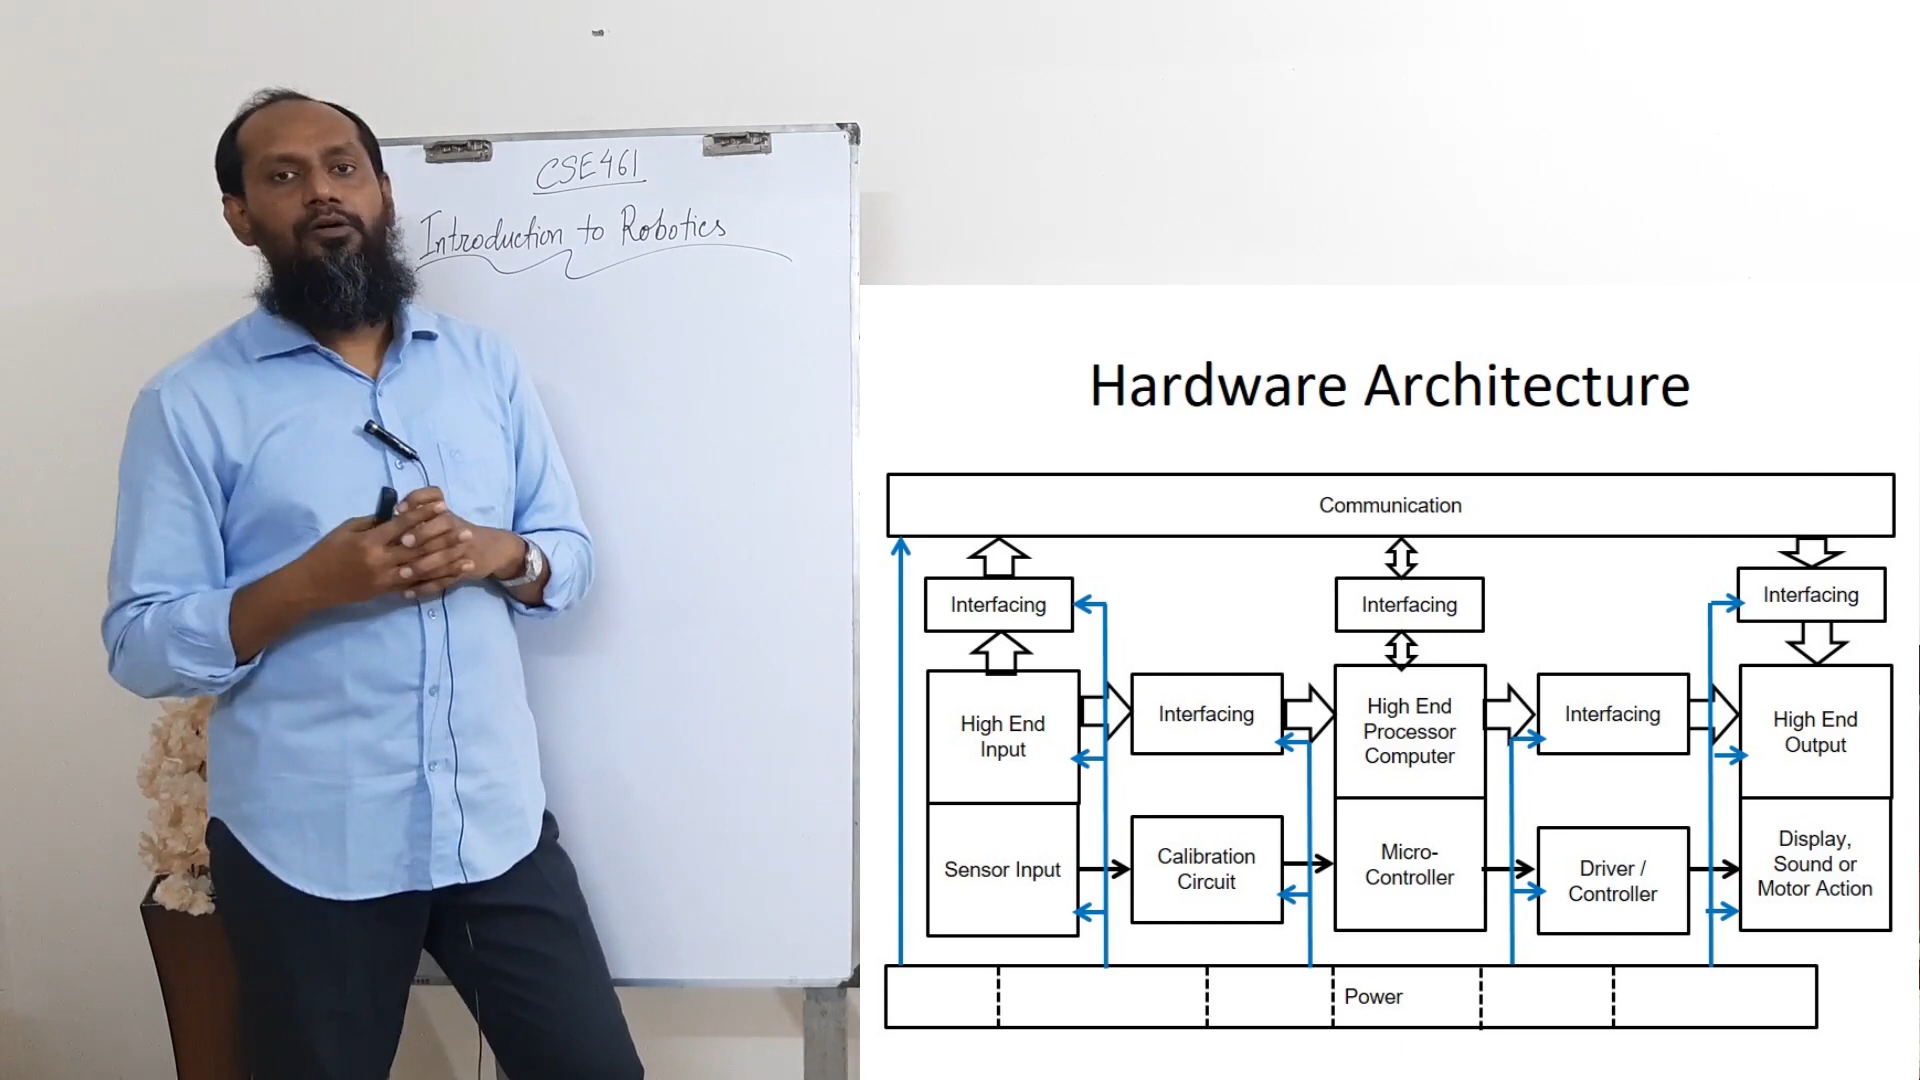 CSE461
Introduction to Robotics
Hardware Architecture
Communication
Interfacing
Interfacing
Interfacing
High End
Input
Interfacing
High End
Processor
Computer
Interfacing
High End
Output
Sensor Input
Calibration
Circuit
Micro-
Controller
Driver /
Controller
Display,
Sound or
Motor Action
Power